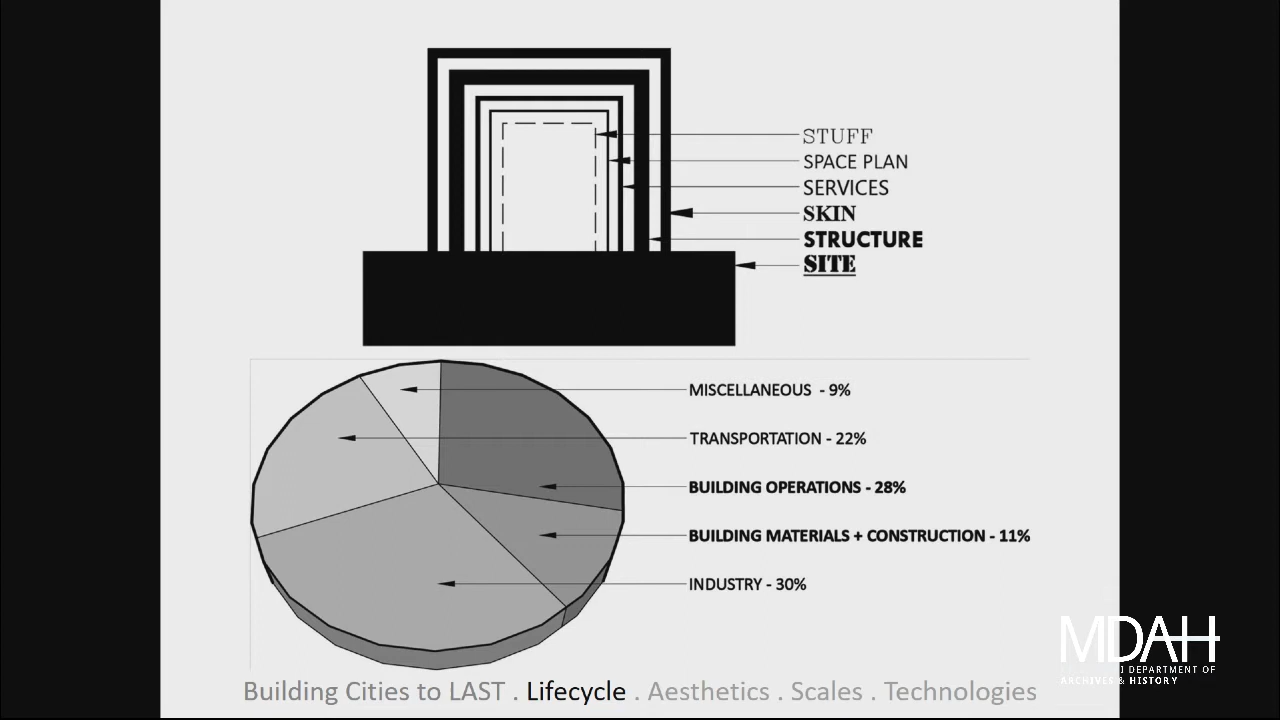 STUFF
SPACE PLAN
SERVICES
SKIN
STRUCTURE
SITE
MISCELLANEOUS - 9%
TRANSPORTATION - 22%
BUILDING OPERATIONS - 28%
BUILDING MATERIALS + CONSTRUCTION - 11%
INDUSTRY - 30%
MDAH
DEPARTMENT OF
ARCHIVES & HISTORY
Building Cities to LAST . Lifecycle . Aesthetics . Scales . Technologies